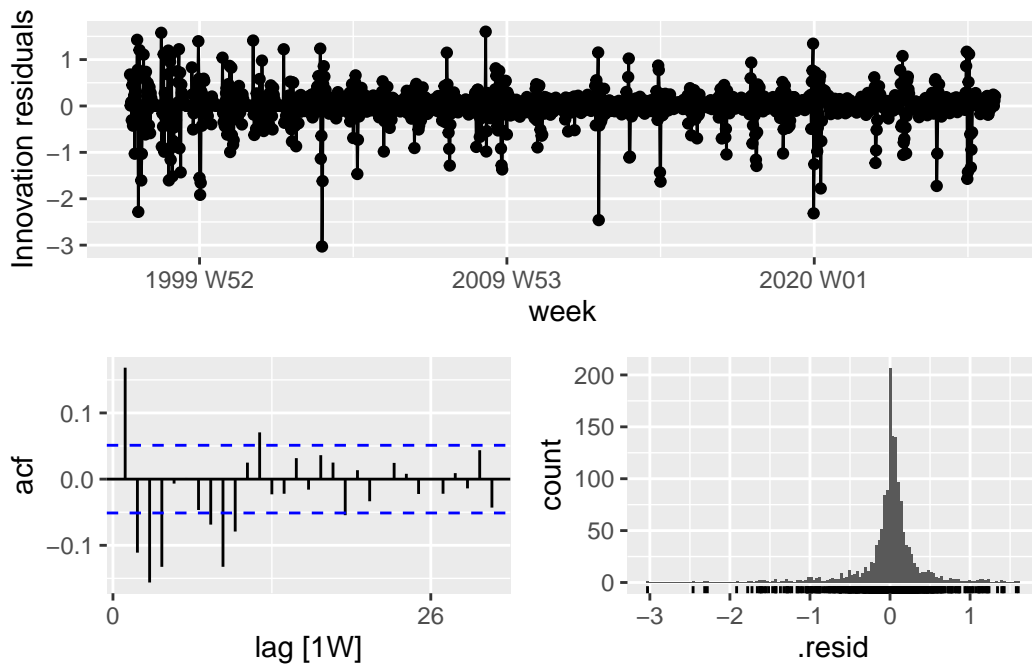 Innovation residuals
1
0
−1
−2
−3
1999 W52
2009 W53
2020 W01
week
acf
0.1
0.0
−0.1
0
26
lag [1W]
count
200
150
100
50
0
−3
−2
−1
0
1
.resid